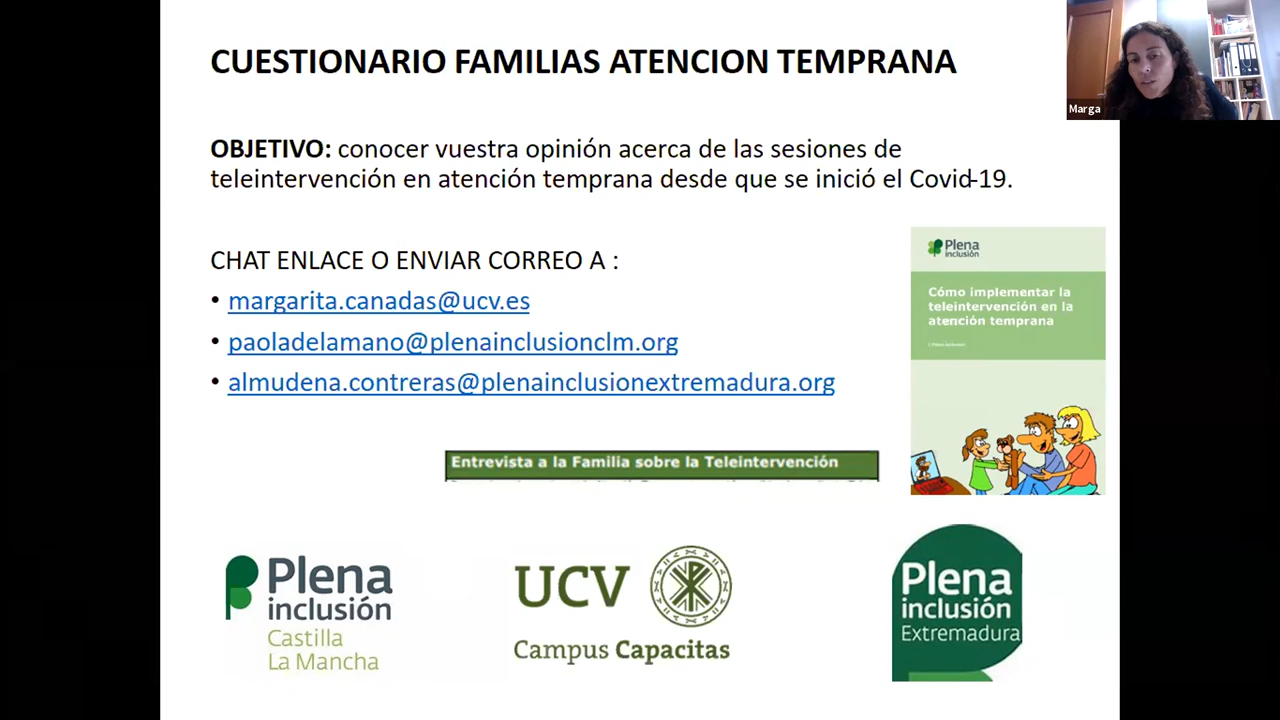 CUESTIONARIO FAMILIAS ATENCION TEMPRANA
Marga
OBJETIVO: conocer vuestra opinión acerca de las sesiones de
teleintervención en atención temprana desde que se inició el Covid-19.
CHAT ENLACE O ENVIAR CORREO A :
• margarita.canadas@ucv.es
• paoladelamano@plenainclusionclm.org
• almudena.contreras@plenainclusionextremadura.org
Plena
inclusión
Cómo implementar la
teleintervención en la
atención temprana
Entrevista a la Familia sobre la Teleintervención
Plena
inclusión
Castilla
La Mancha
UCV
Campus Capacitas
Plena
inclusión
Extremadura